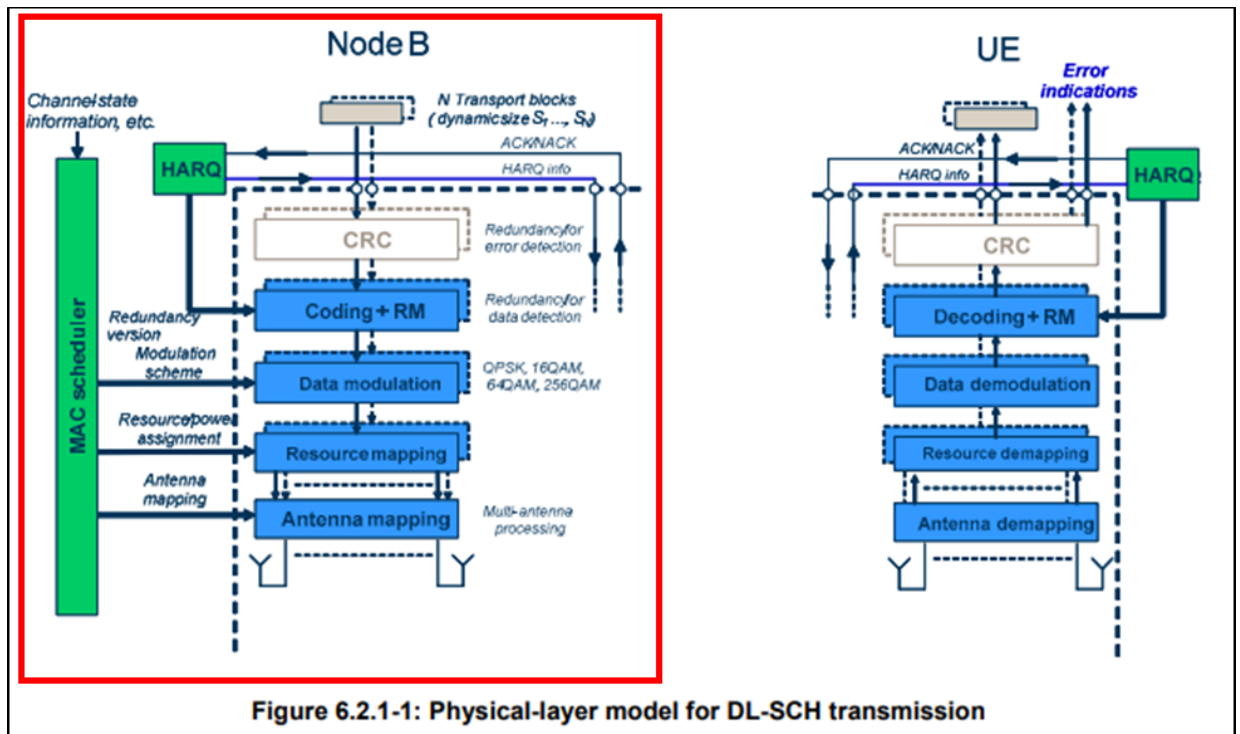 Node B
UE
Channel state
information, etc.
N Transport blocks
(dynamic size S1 ..., SN)
Error
indications
ACK/NACK
HARQ info
HARQ
ACK/NACK
HARQ info
HARQ
CRC
Redundancy for
error detection
CRC
Coding + RM
Redundancy for
data detection
Decoding + RM
Redundancy
version
Modulation
scheme
Data modulation
QPSK, 16QAM,
64QAM, 256QAM
Data demodulation
MAC scheduler
Resource/power
assignment
Resource mapping
Resource demapping
Antenna
mapping
Antenna mapping
Multi-antenna
processing
Antenna demapping
Figure 6.2.1-1: Physical-layer model for DL-SCH transmission